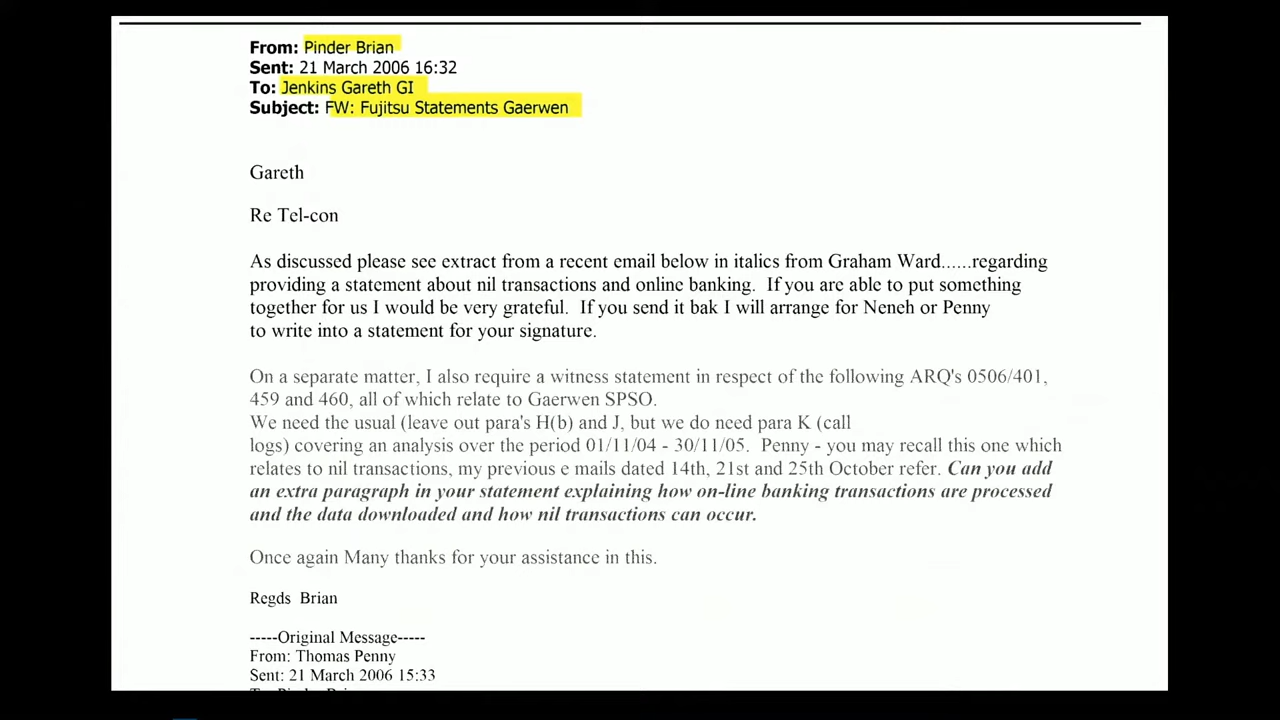 From: Pinder Brian
Sent: 21 March 2006 16:32
To: Jenkins Gareth GI
Subject: FW: Fujitsu Statements Gaerwen
Gareth
Re Tel-con
As discussed please see extract from a recent email below in italics from Graham Ward......regarding
providing a statement about nil transactions and online banking.  If you are able to put something
together for us I would be very grateful.  If you send it bak I will arrange for Neneh or Penny
to write into a statement for your signature.
On a separate matter, I also require a witness statement in respect of the following ARQ's 0506/401,
459 and 460, all of which relate to Gaerwen SPSO.
We need the usual (leave out para's H(b) and J, but we do need para K (call
logs) covering an analysis over the period 01/11/04 - 30/11/05.  Penny - you may recall this one which
relates to nil transactions, my previous e mails dated 14th, 21st and 25th October refer. Can you add
an extra paragraph in your statement explaining how on-line banking transactions are processed
and the data downloaded and how nil transactions can occur.
Once again Many thanks for your assistance in this.
Regds  Brian
-----Original Message-----
From: Thomas Penny
Sent: 21 March 2006 15:33